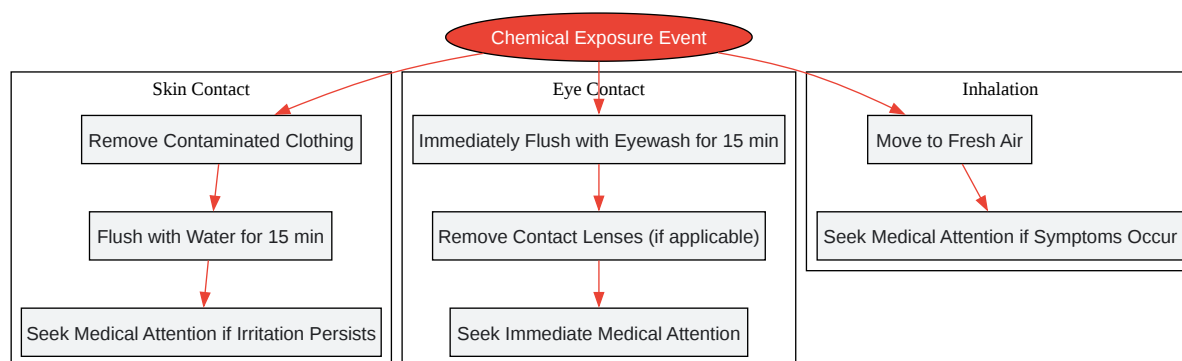 Chemical Exposure Event
Skin Contact
Remove Contaminated Clothing
Flush with Water for 15 min
Seek Medical Attention if Irritation Persists
Eye Contact
Immediately Flush with Eyewash for 15 min
Remove Contact Lenses (if applicable)
Seek Immediate Medical Attention
Inhalation
Move to Fresh Air
Seek Medical Attention if Symptoms Occur